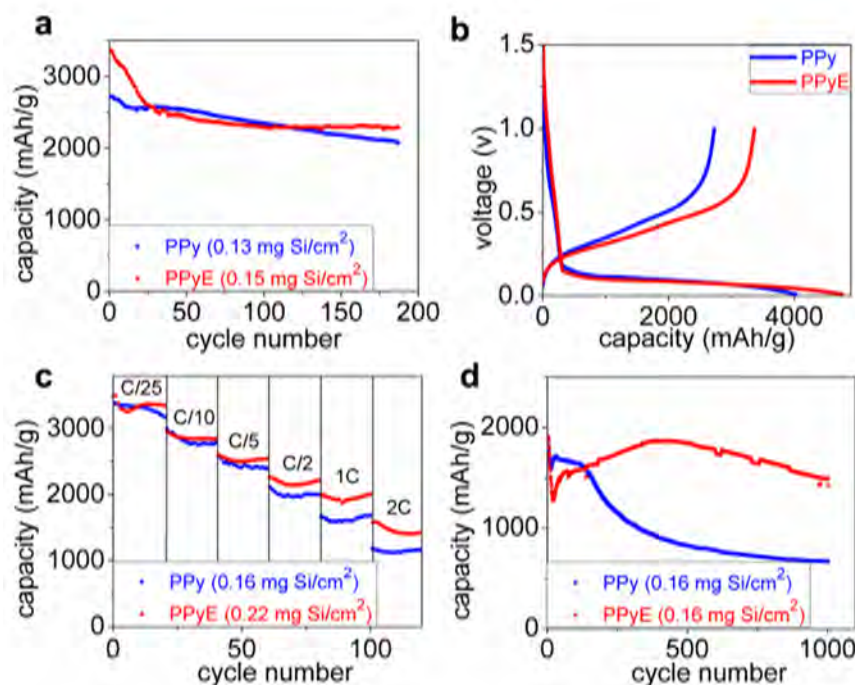 a
3000
2000
1000
0
capacity (mAh/g)
PPy (0.13 mg Si/cm²)
PPyE (0.15 mg Si/cm²)
0 50 100 150 200
cycle number
b
1.5
1.0
0.5
0.0
voltage (v)
PPy
PPyE
0 2000 4000
capacity (mAh/g)
c
3000
2000
1000
0
capacity (mAh/g)
C/25
C/10
C/5
C/2
1C
2C
PPy (0.16 mg Si/cm²)
PPyE (0.22 mg Si/cm²)
0 50 100
cycle number
d
2000
1000
0
capacity (mAh/g)
PPy (0.16 mg Si/cm²)
PPyE (0.16 mg Si/cm²)
0 500 1000
cycle number